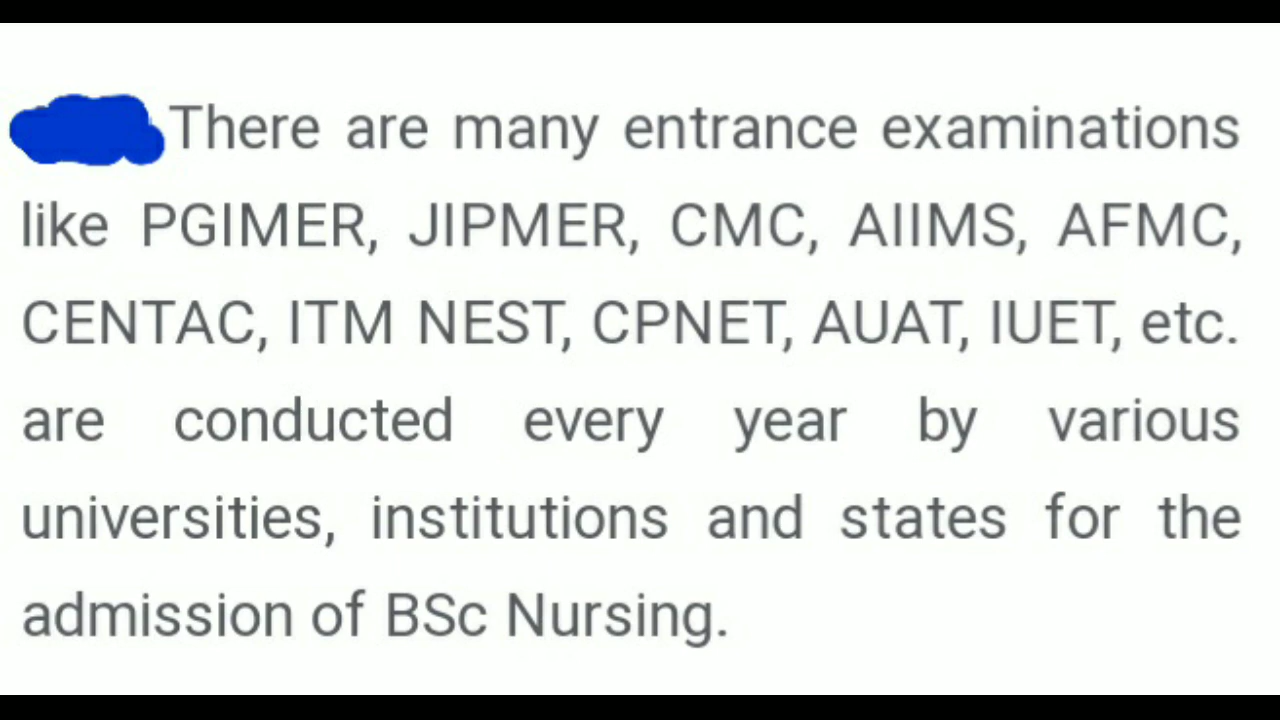 There are many entrance examinations
like PGIMER, JIPMER, CMC, AIIMS, AFMC,
CENTAC, ITM NEST, CPNET, AUAT, IUET, etc.
are conducted every year by various
universities, institutions and states for the
admission of BSc Nursing.